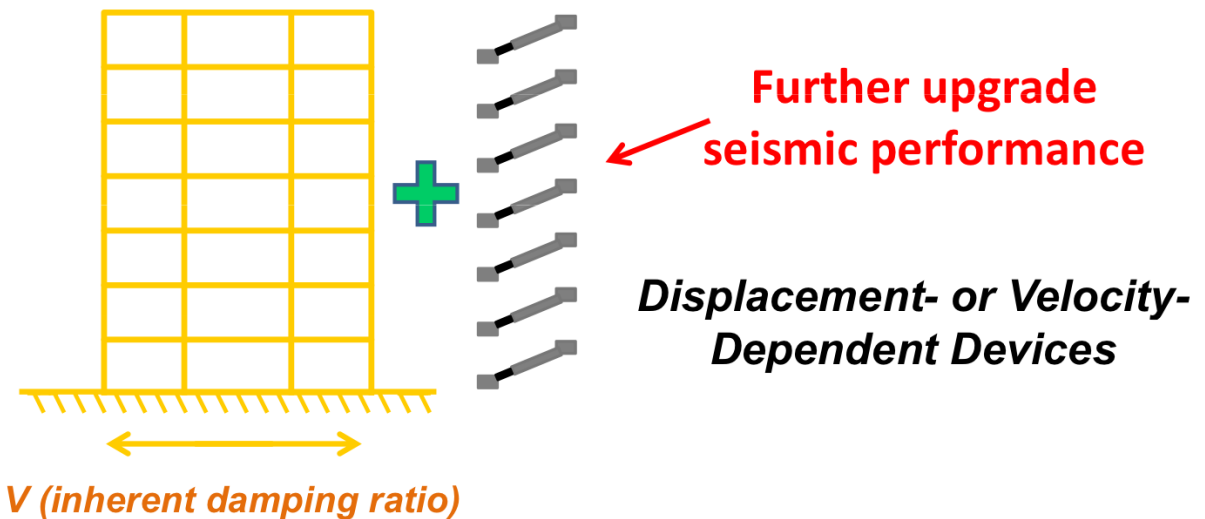 Further upgrade
seismic performance
Displacement- or Velocity-
Dependent Devices
V (inherent damping ratio)